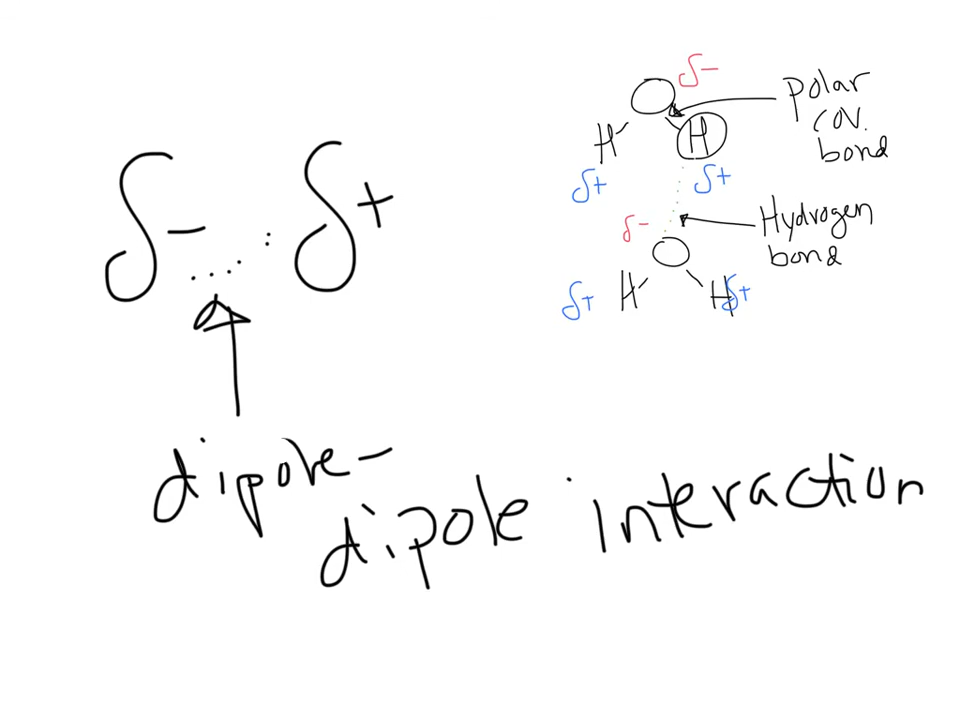 δ-
O
Polar
cov.
bond
H
H
δ+
δ+
δ- .... : δ+
δ-
Hydrogen
bond
O
H
H
δ+
δ+
dipole-
dipole interaction